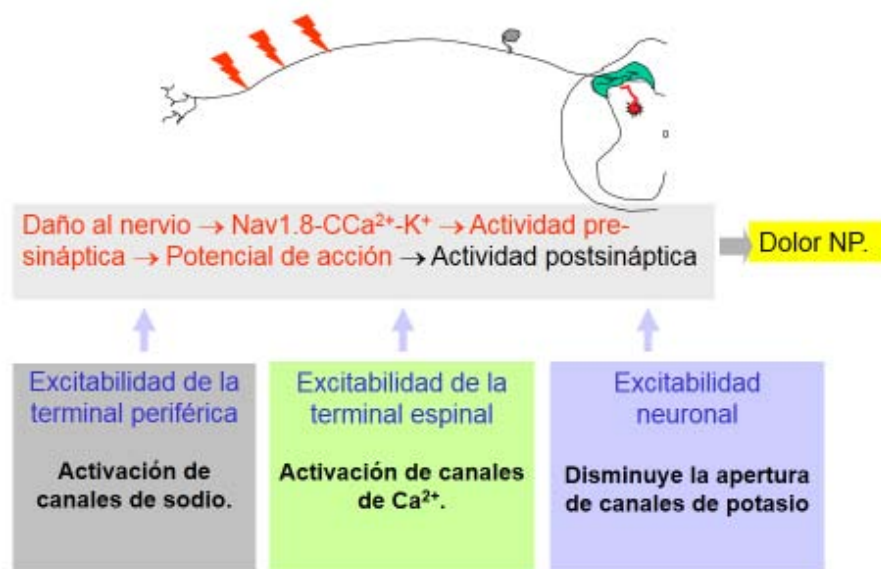 Daño al nervio → Nav1.8-CCa²⁺-K⁺ → Actividad pre-
sináptica → Potencial de acción → Actividad postsináptica
Dolor NP.
Excitabilidad de la
terminal periférica
Activación de
canales de sodio.
Excitabilidad de la
terminal espinal
Activación de canales
de Ca²⁺.
Excitabilidad
neuronal
Disminuye la apertura
de canales de potasio